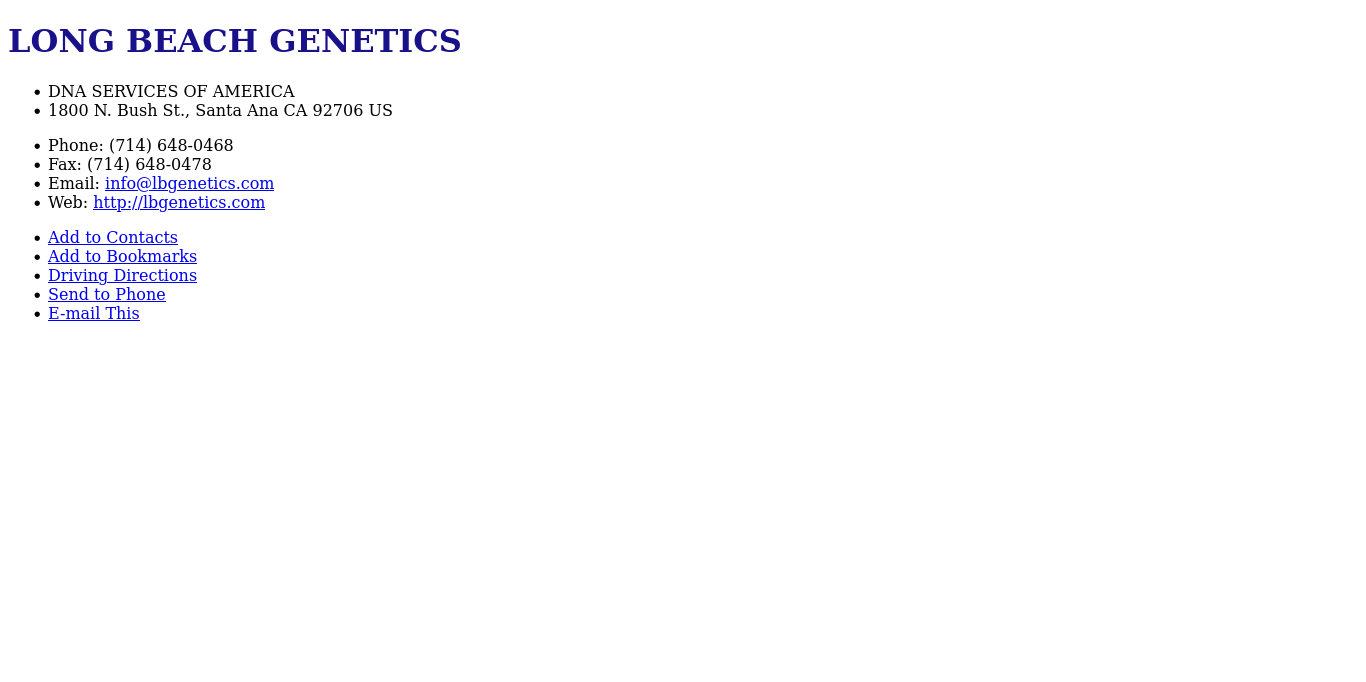 LONG BEACH GENETICS
DNA SERVICES OF AMERICA
1800 N. Bush St., Santa Ana CA 92706 US
Phone: (714) 648-0468
Fax: (714) 648-0478
Email: info@lbgenetics.com
Web: http://lbgenetics.com
Add to Contacts
Add to Bookmarks
Driving Directions
Send to Phone
E-mail This